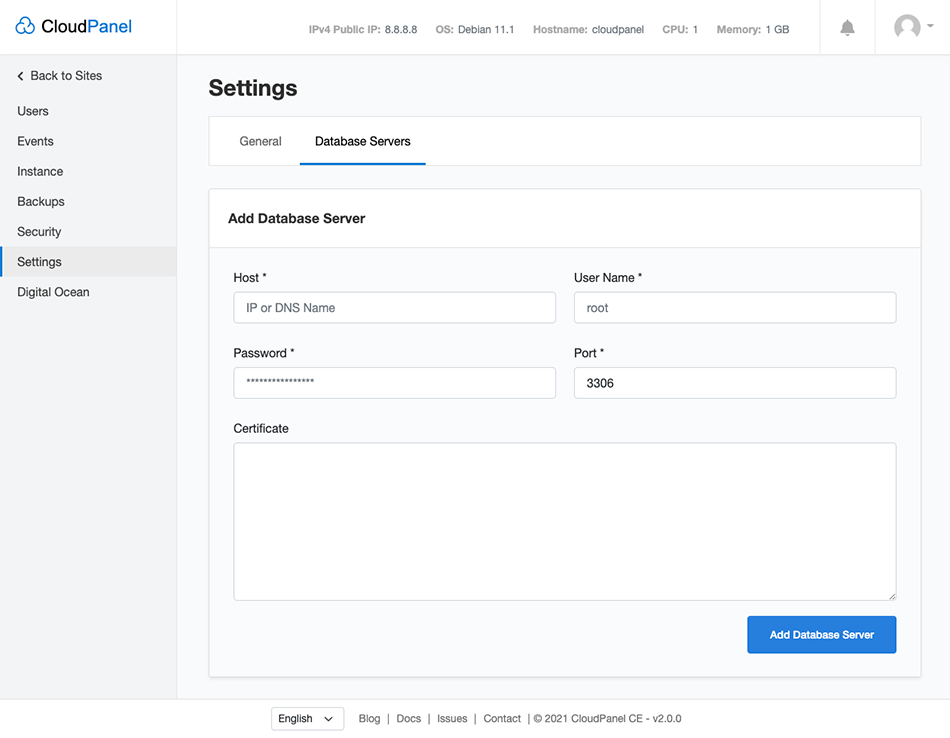 CloudPanel
IPv4 Public IP: 8.8.8.8 OS: Debian 11.1 Hostname: cloudpanel CPU: 1 Memory: 1 GB
Back to Sites
Users
Events
Instance
Backups
Security
Settings
Digital Ocean
Settings
General Database Servers
Add Database Server
Host * User Name *
IP or DNS Name root
Password * Port *
**************** 3306
Certificate
Add Database Server
English Blog | Docs | Issues | Contact | © 2021 CloudPanel CE - v2.0.0